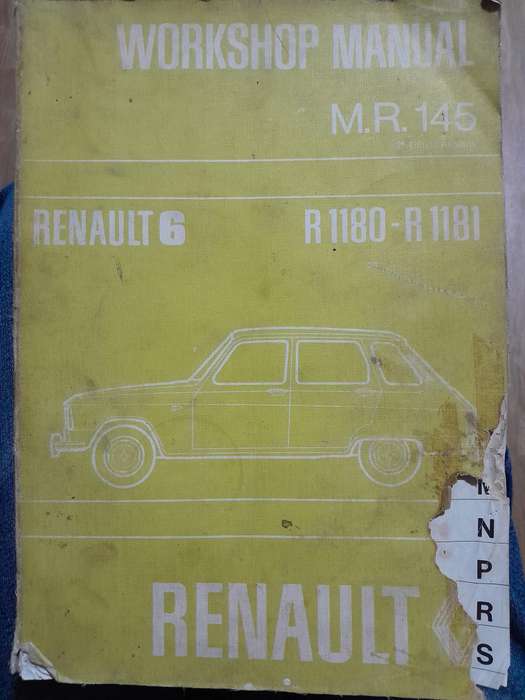 WORKSHOP MANUAL
M.R. 145
RENAULT 6 R 1180 - R 1181
N
P
R
S
RENAULT